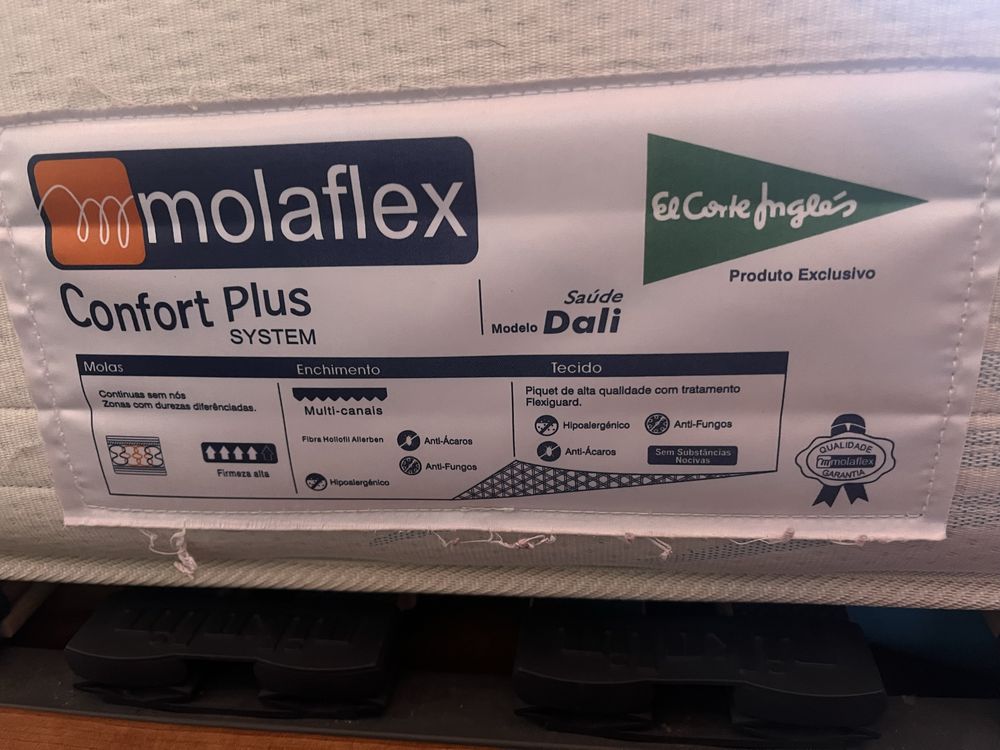 molaflex
El Corte Inglés
Produto Exclusivo
Confort Plus
SYSTEM
Saúde
Modelo Dali
Molas
Continuas sem nós
Zonas com durezas diferênciadas.
Firmeza alta
Enchimento
Multi-canais
Fibra Hollofil Allerben
Anti-Ácaros
Anti-Fungos
Hipoalergénico
Tecido
Piquet de alta qualidade com tratamento
Flexiguard.
Hipoalergénico
Anti-Fungos
Anti-Ácaros
Sem Substâncias
Nocivas
QUALIDADE
molaflex
GARANTIA